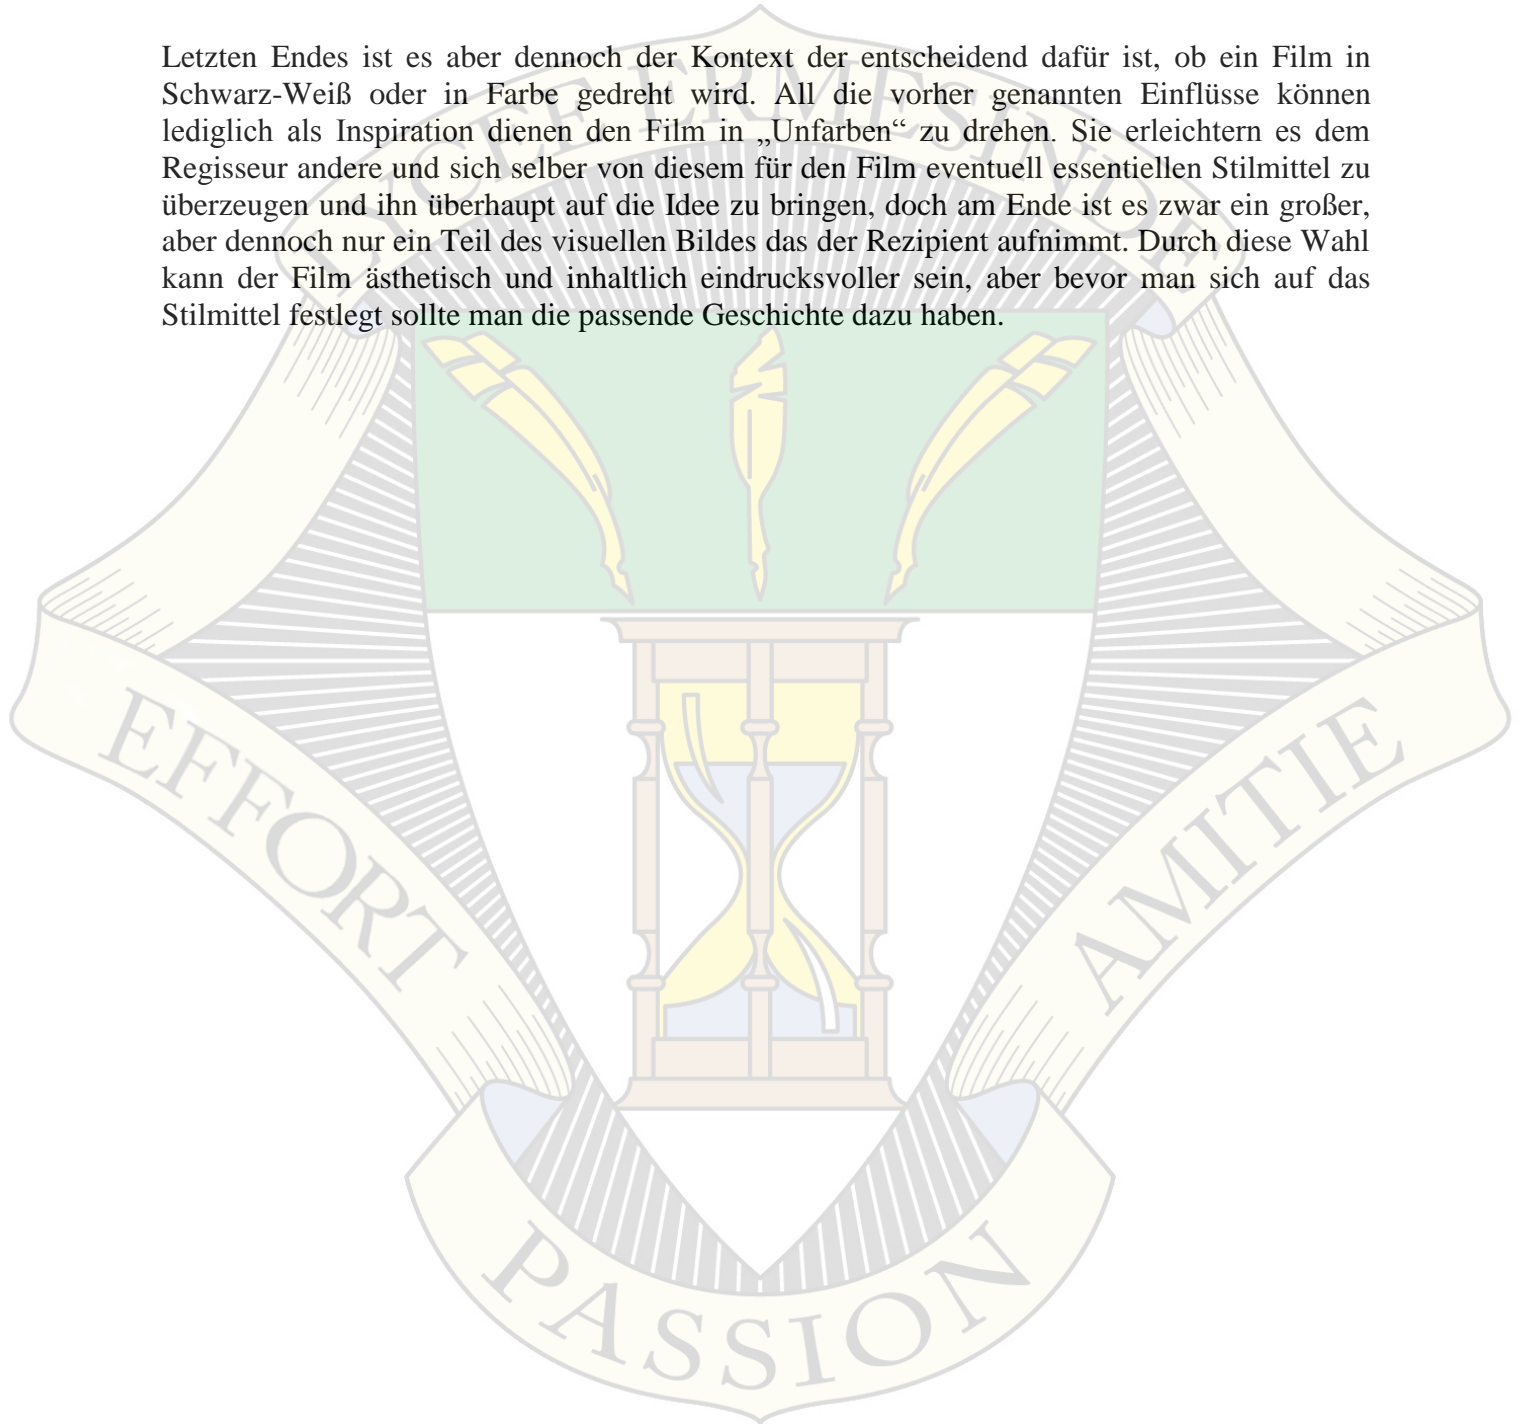 Letzten Endes ist es aber dennoch der Kontext der entscheidend dafür ist, ob ein Film in
Schwarz-Weiß oder in Farbe gedreht wird. All die vorher genannten Einflüsse können
lediglich als Inspiration dienen den Film in „Unfarben“ zu drehen. Sie erleichtern es dem
Regisseur andere und sich selber von diesem für den Film eventuell essentiellen Stilmittel zu
überzeugen und ihn überhaupt auf die Idee zu bringen, doch am Ende ist es zwar ein großer,
aber dennoch nur ein Teil des visuellen Bildes das der Rezipient aufnimmt. Durch diese Wahl
kann der Film ästhetisch und inhaltlich eindrucksvoller sein, aber bevor man sich auf das
Stilmittel festlegt sollte man die passende Geschichte dazu haben.
LYCEE ERMESINDE
EFFORT
AMITIE
PASSION